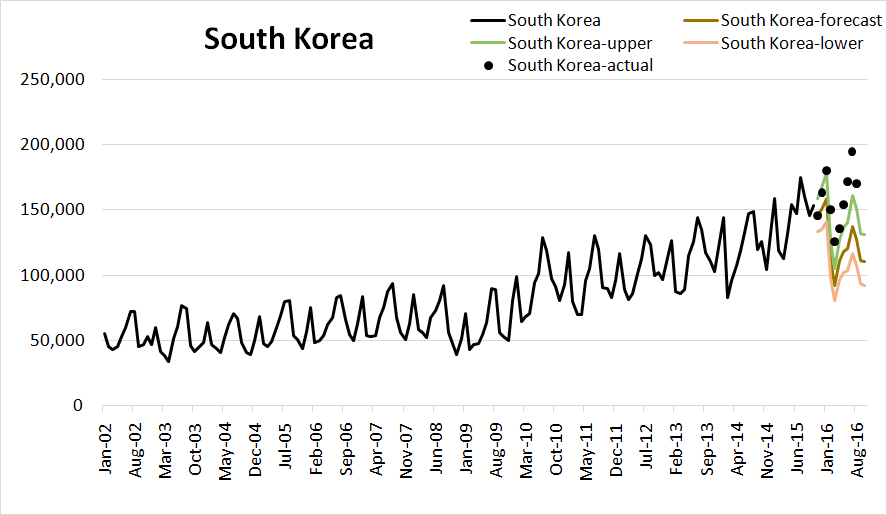 South Korea
South Korea
South Korea-forecast
South Korea-upper
South Korea-lower
South Korea-actual
250,000
200,000
150,000
100,000
50,000
0
Jan-02
Aug-02
Mar-03
Oct-03
May-04
Dec-04
Jul-05
Feb-06
Sep-06
Apr-07
Nov-07
Jun-08
Jan-09
Aug-09
Mar-10
Oct-10
May-11
Dec-11
Jul-12
Feb-13
Sep-13
Apr-14
Nov-14
Jun-15
Jan-16
Aug-16